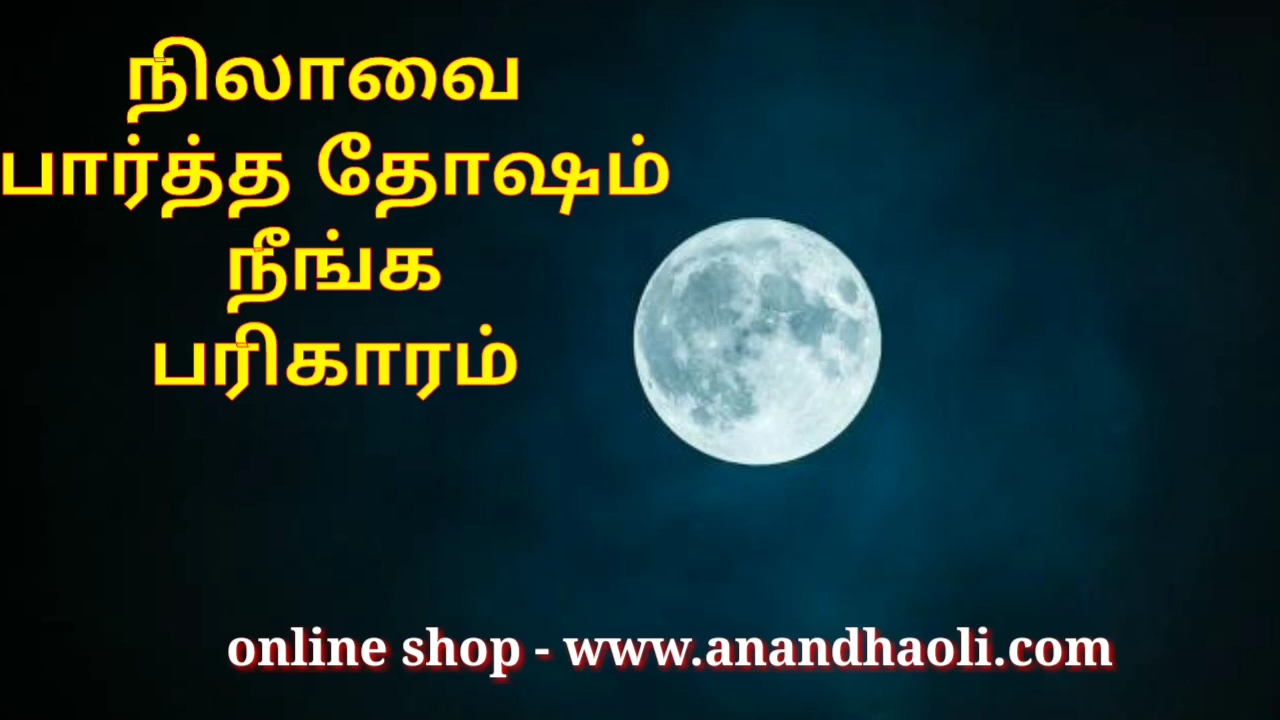 நிலாவை
பார்த்த தோஷம்
நீங்க
பரிகாரம்
online shop - www.anandhaoli.com